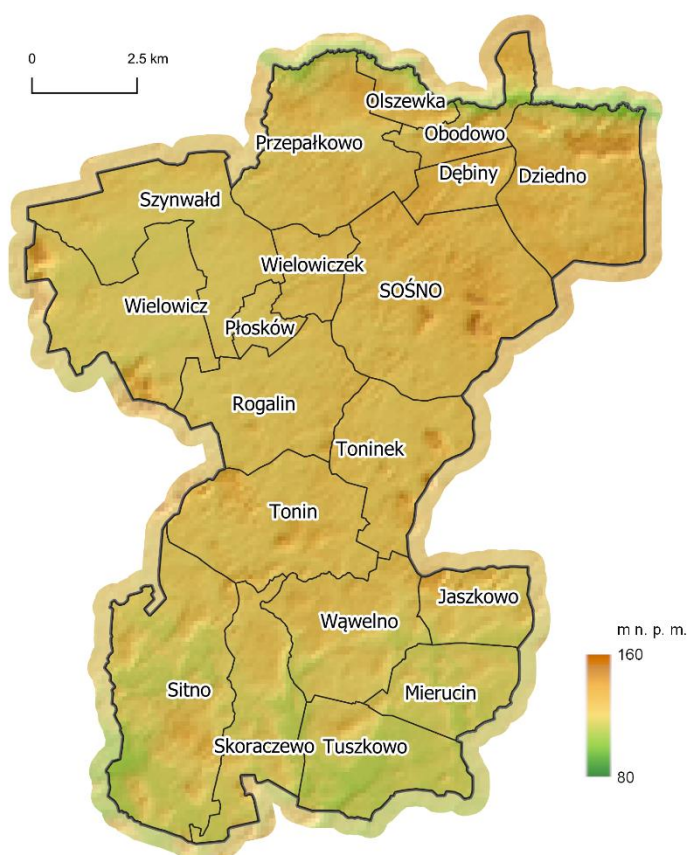 0 2.5 km
Olszewka
Przepałkowo
Obodowo
Dębiny
Dziedno
Szynwałd
Wielowiczek
SOŚNO
Wielowicz
Płosków
Rogalin
Toninek
Tonin
Jaszkowo
Wąwelno
m n. p. m.
160
Sitno
Mierucin
Skoraczewo
Tuszkowo
80